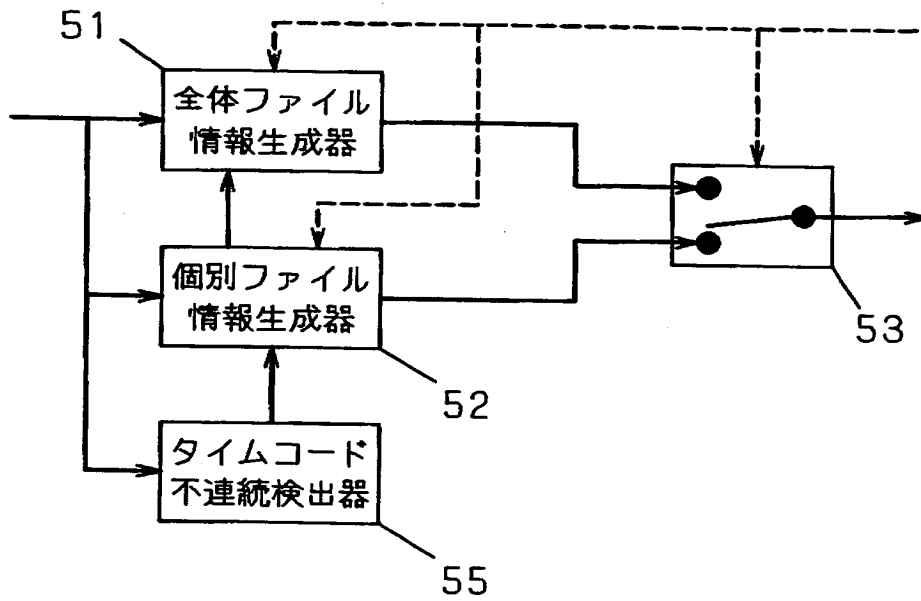 51
全体ファイル
情報生成器
個別ファイル
情報生成器
53
52
タイムコード
不連続検出器
55